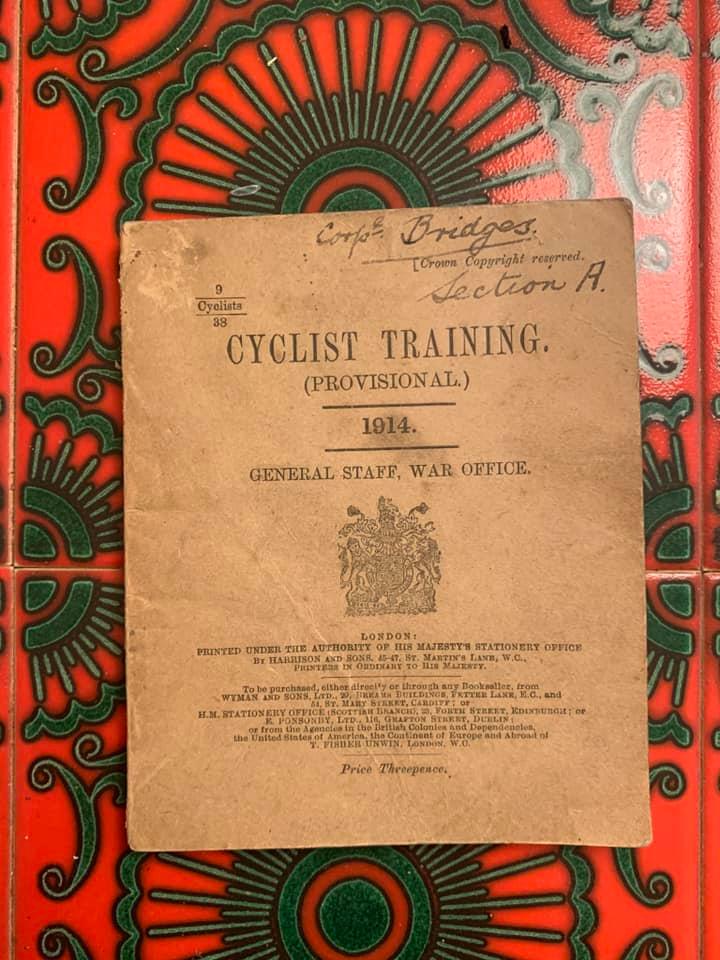 Corpl. Bridges.
[Crown Copyright reserved.
Section A.
9
Cyclists
38
CYCLIST TRAINING.
(PROVISIONAL.)
1914.
GENERAL STAFF, WAR OFFICE.
LONDON:
PRINTED UNDER THE AUTHORITY OF HIS MAJESTY'S STATIONERY OFFICE
BY HARRISON AND SONS, 45-47, ST. MARTIN'S LANE, W.C.,
PRINTERS IN ORDINARY TO HIS MAJESTY.
To be purchased, either directly or through any Bookseller, from
WYMAN AND SONS, LTD., 29, BREAMS BUILDINGS, FETTER LANE, E.C., and
54, ST. MARY STREET, CARDIFF; or
H.M. STATIONERY OFFICE (SCOTTISH BRANCH), 23, FORTH STREET, EDINBURGH; or
E. PONSONBY, LTD., 116, GRAFTON STREET, DUBLIN;
or from the Agencies in the British Colonies and Dependencies,
the United States of America, the Continent of Europe and Abroad of
T. FISHER UNWIN, LONDON, W.C.
Price Threepence.